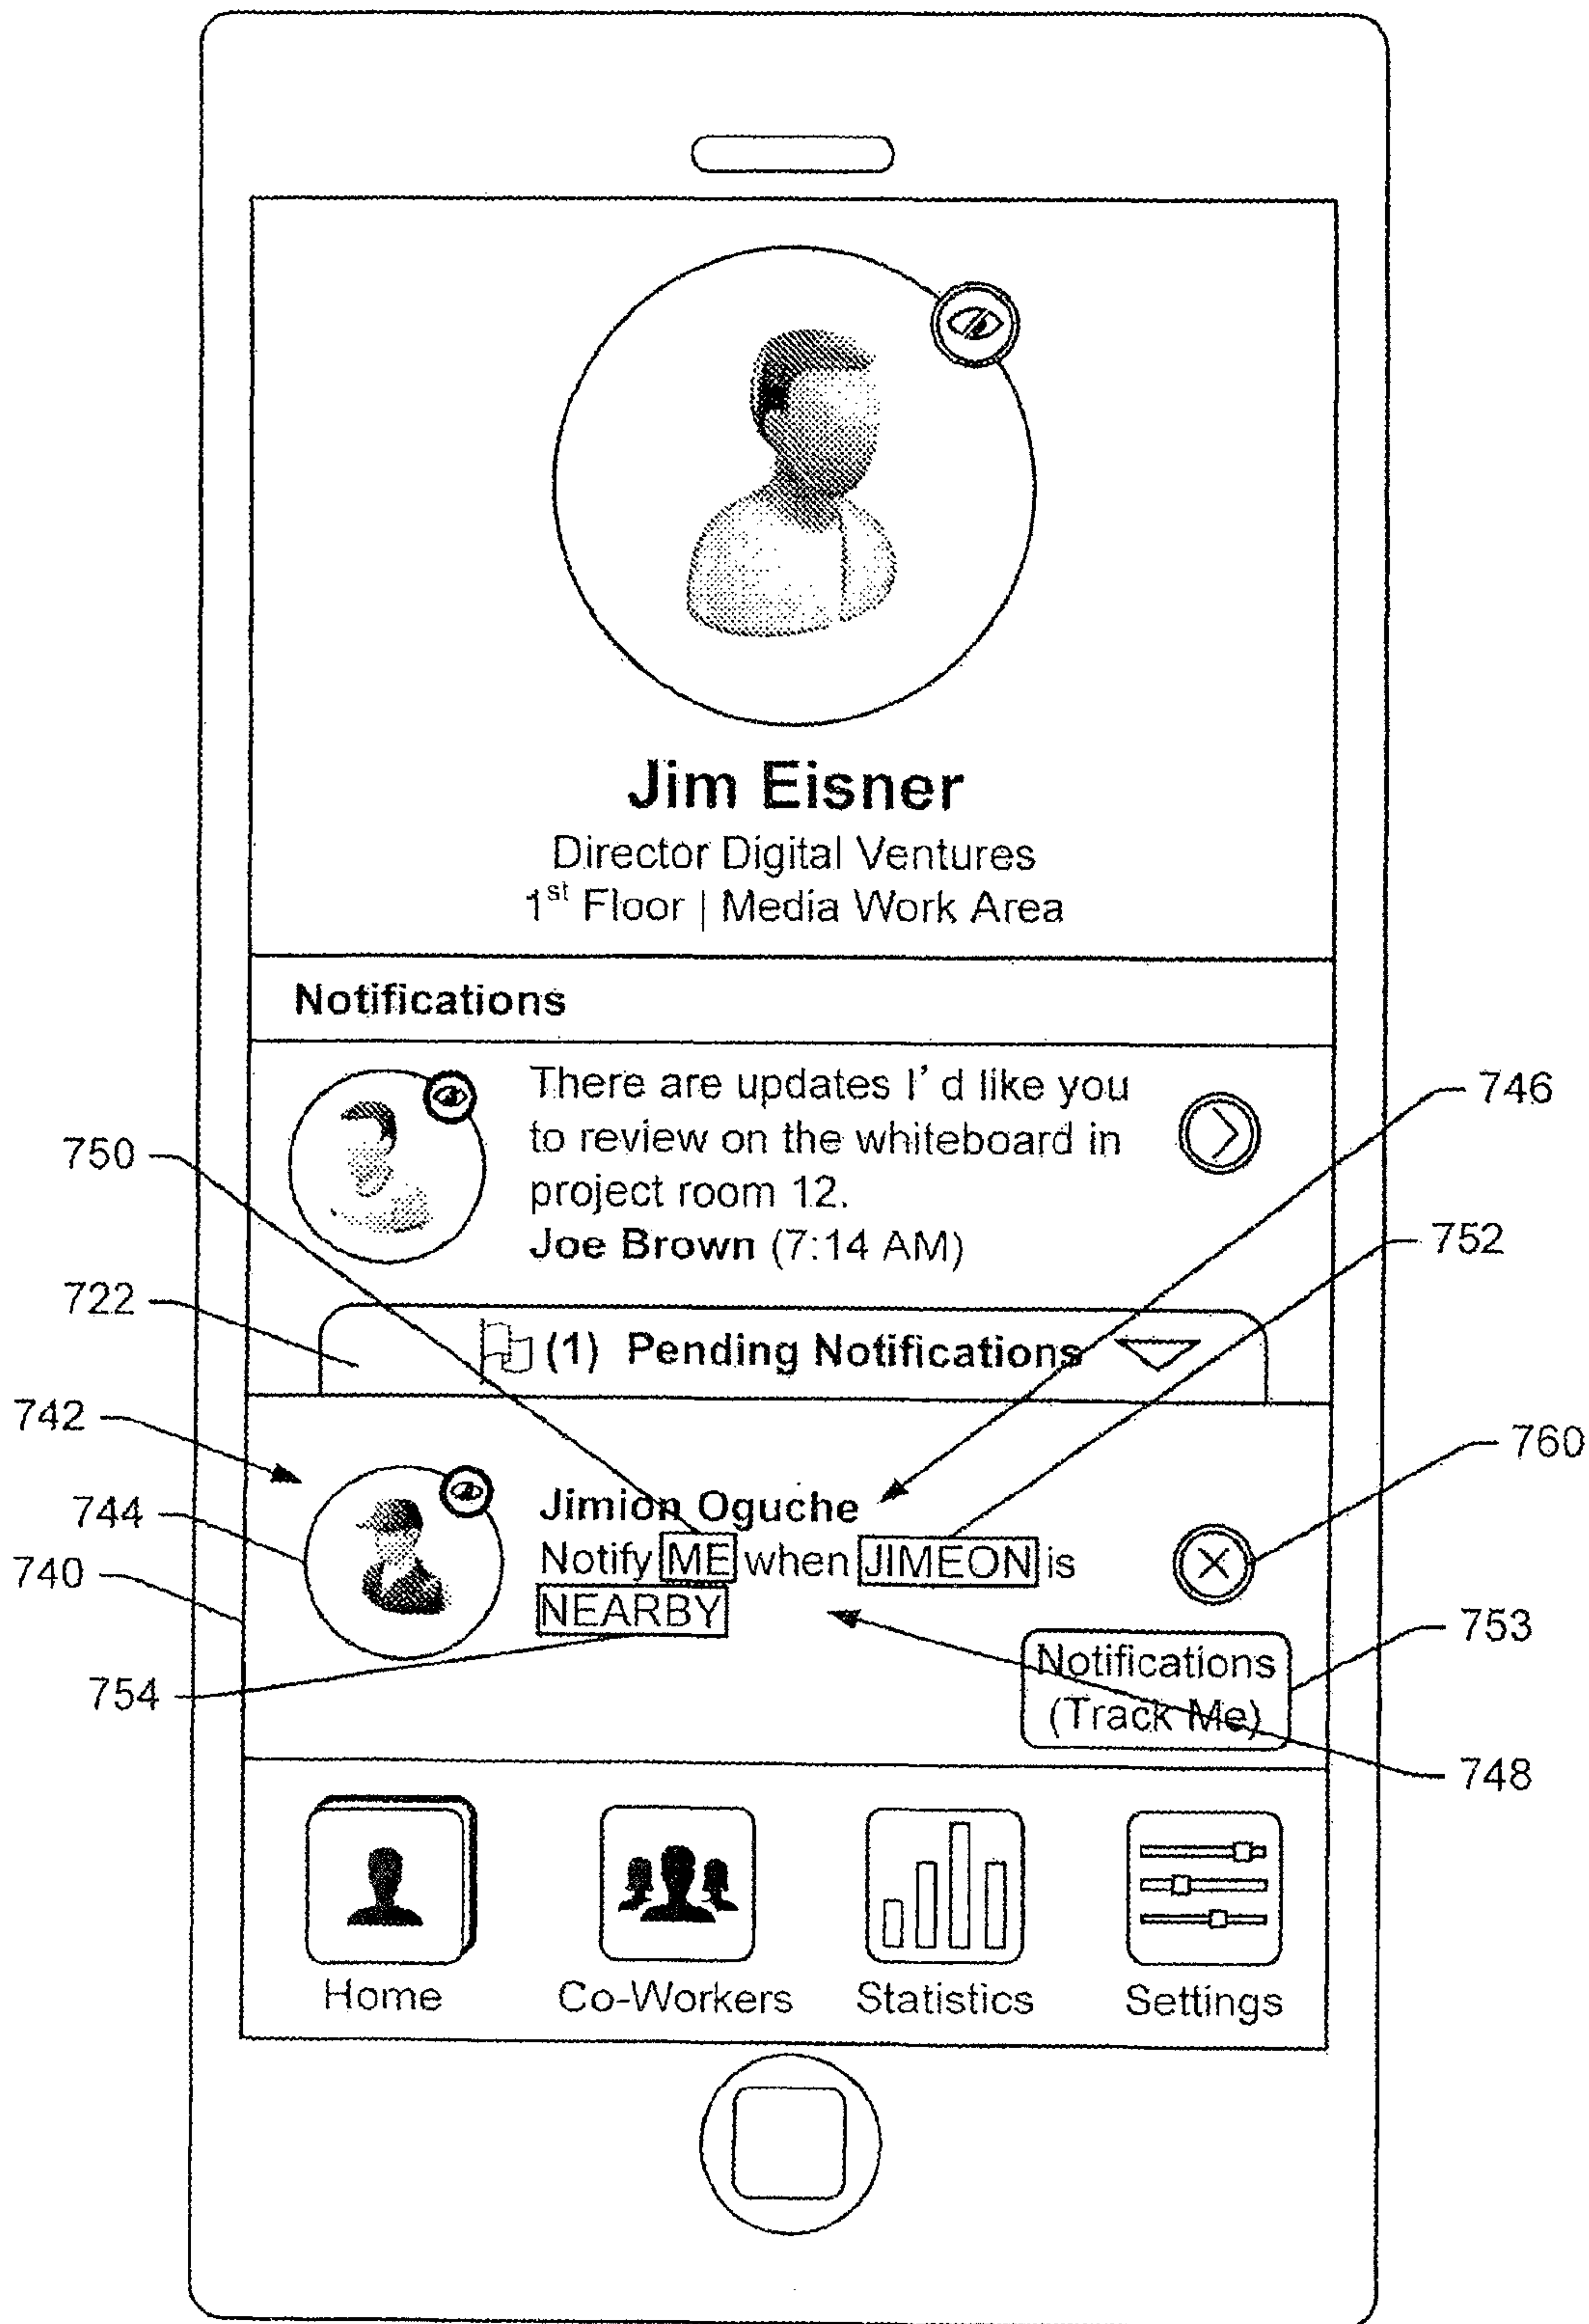 Jim Eisner
Director Digital Ventures
1st Floor | Media Work Area
Notifications
There are updates I' d like you
to review on the whiteboard in
project room 12.
Joe Brown (7:14 AM)
(1) Pending Notifications
Jimion Oguche
Notify ME when JIMEON is
NEARBY
Notifications
(Track Me)
Home Co-Workers Statistics Settings
750
722
742
744
740
754
746
752
760
753
748